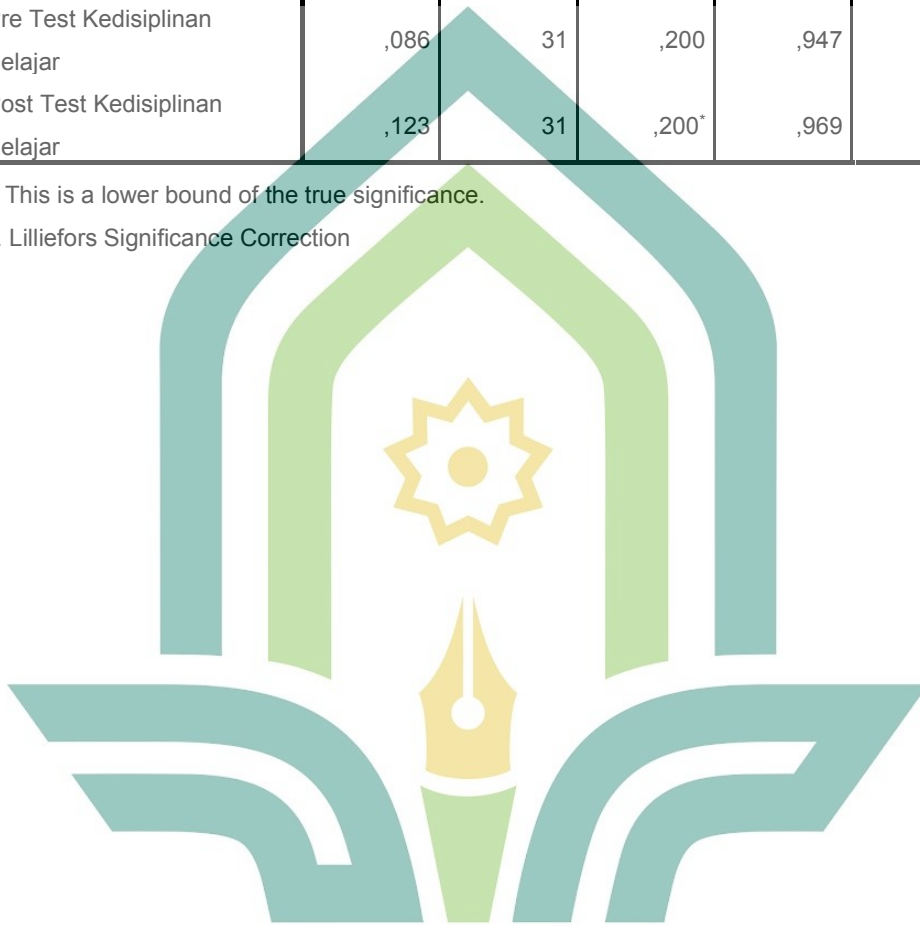 re Test Kedisiplinan
elajar
,086 31 ,200 ,947
ost Test Kedisiplinan
elajar
,123 31 ,200* ,969
This is a lower bound of the true significance.
. Lilliefors Significance Correction